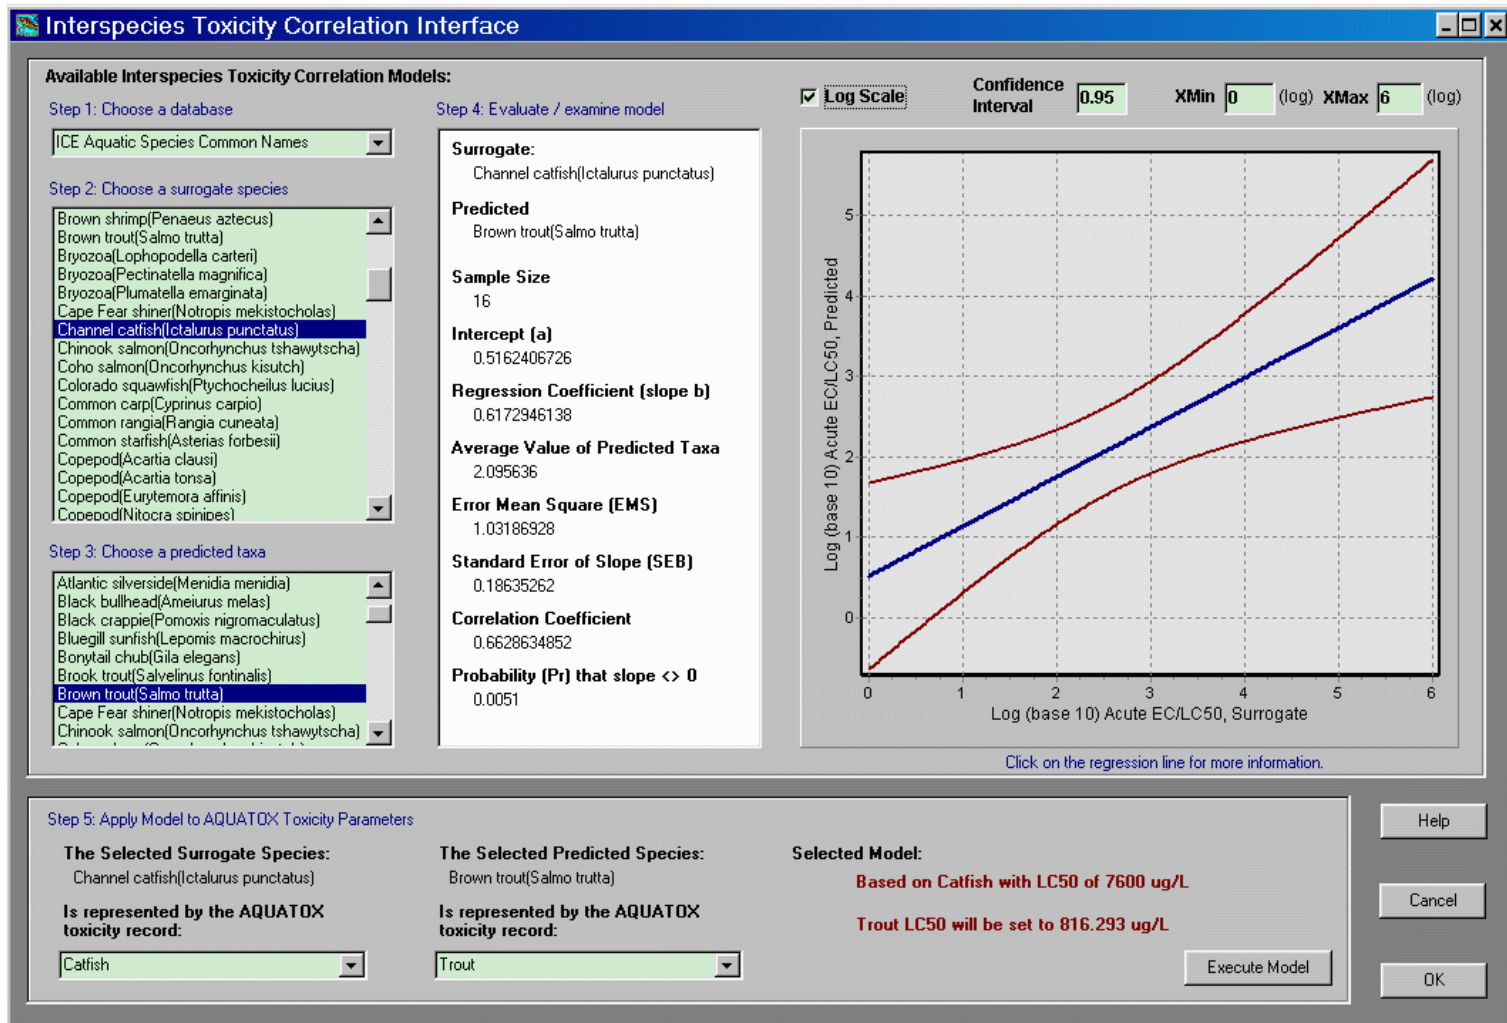 Interspecies Toxicity Correlation Interface
Available Interspecies Toxicity Correlation Models:
Step 1: Choose a database
ICE Aquatic Species Common Names
Step 2: Choose a surrogate species
Brown shrimp(Penaeus aztecus)
Brown trout(Salmo trutta)
Bryozoa(Lophopodella carteri)
Bryozoa(Pectinatella magnifica)
Bryozoa(Plumatella emarginata)
Cape Fear shiner(Notropis mekistocholas)
Channel catfish(Ictalurus punctatus)
Chinook salmon(Oncorhynchus tshawytscha)
Coho salmon(Oncorhynchus kisutch)
Colorado squawfish(Ptychocheilus lucius)
Common carp(Cyprinus carpio)
Common rangia(Rangia cuneata)
Common starfish(Asterias forbesii)
Copepod(Acartia clausi)
Copepod(Acartia tonsa)
Copepod(Eurytemora affinis)
Copepod(Nitocra spinipes)
Step 3: Choose a predicted taxa
Atlantic silverside(Menidia menidia)
Black bullhead(Ameiurus melas)
Black crappie(Pomoxis nigromaculatus)
Bluegill sunfish(Lepomis macrochirus)
Bonytail chub(Gila elegans)
Brook trout(Salvelinus fontinalis)
Brown trout(Salmo trutta)
Cape Fear shiner(Notropis mekistocholas)
Chinook salmon(Oncorhynchus tshawytscha)
Step 4: Evaluate / examine model
Surrogate:
Channel catfish(Ictalurus punctatus)
Predicted
Brown trout(Salmo trutta)
Sample Size
16
Intercept (a)
0.5162406726
Regression Coefficient (slope b)
0.6172946138
Average Value of Predicted Taxa
2.095636
Error Mean Square (EMS)
1.03186928
Standard Error of Slope (SEB)
0.18635262
Correlation Coefficient
0.6628634852
Probability (Pr) that slope <> 0
0.0051
Log Scale
Confidence
Interval
0.95
XMin 0 (log) XMax 6 (log)
Log (base 10) Acute EC/LC50, Predicted
5
4
3
2
1
0
0 1 2 3 4 5 6
Log (base 10) Acute EC/LC50, Surrogate
Click on the regression line for more information.
Step 5: Apply Model to AQUATOX Toxicity Parameters
The Selected Surrogate Species:
Channel catfish(Ictalurus punctatus)
Is represented by the AQUATOX
toxicity record:
Catfish
The Selected Predicted Species:
Brown trout(Salmo trutta)
Is represented by the AQUATOX
toxicity record:
Trout
Selected Model:
Based on Catfish with LC50 of 7600 ug/L
Trout LC50 will be set to 816.293 ug/L
Execute Model
Help
Cancel
OK